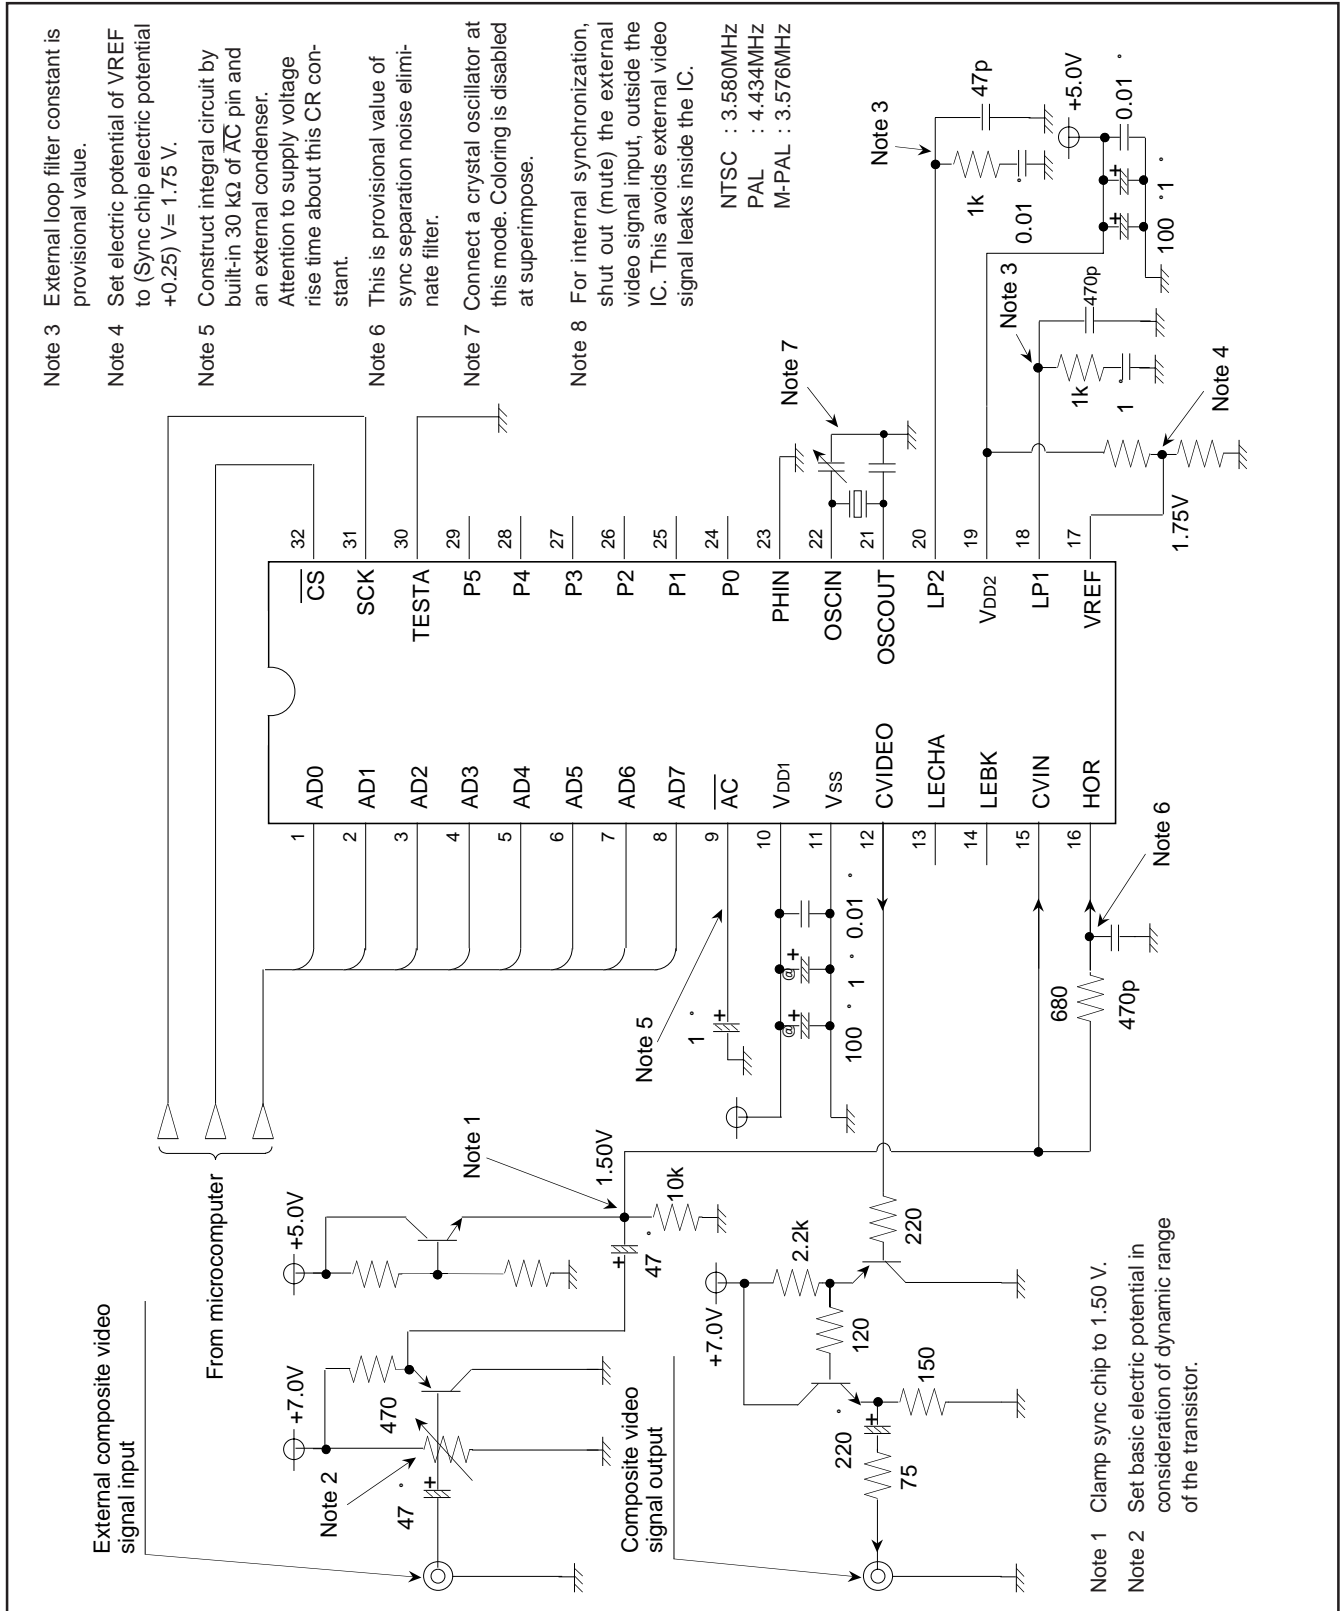 External composite video
signal input
From microcomputer
+7.0V
470
Note 2
47 °
+
+5.0V
Note 1
1.50V
47 °
+
10k
Composite video
signal output
+7.0V
2.2k
120
220
150
220 °
+
75
Note 1 Clamp sync chip to 1.50 V.
Note 2 Set basic electric potential in
consideration of dynamic range
of the transistor.
Note 5
1 °
+
100 °
1 °
0.01 °
@
+
@
+
680
470p
Note 6
1 AD0
2 AD1
3 AD2
4 AD3
5 AD4
6 AD5
7 AD6
8 AD7
9 AC
10 VDD1
11 VSS
12 CVIDEO
13 LECHA
14 LEBK
15 CVIN
16 HOR
CS 32
SCK 31
TESTA 30
P5 29
P4 28
P3 27
P2 26
P1 25
P0 24
PHIN 23
OSCIN 22
OSCOUT 21
LP2 20
VDD2 19
LP1 18
VREF 17
Note 7
Note 3
1k
0.01 °
47p
+5.0V
100 °
1 °
0.01 °
+
+
Note 3
1k
1 °
470p
Note 4
1.75V
Note 3 External loop filter constant is
provisional value.
Note 4 Set electric potential of VREF
to (Sync chip electric potential
+0.25) V= 1.75 V.
Note 5 Construct integral circuit by
built-in 30 kΩ of AC pin and
an external condenser.
Attention to supply voltage
rise time about this CR con-
stant.
Note 6 This is provisional value of
sync separation noise elimi-
nate filter.
Note 7 Connect a crystal oscillator at
this mode. Coloring is disabled
at superimpose.
Note 8 For internal synchronization,
shut out (mute) the external
video signal input, outside the
IC. This avoids external video
signal leaks inside the IC.
NTSC : 3.580MHz
PAL : 4.434MHz
M-PAL : 3.576MHz